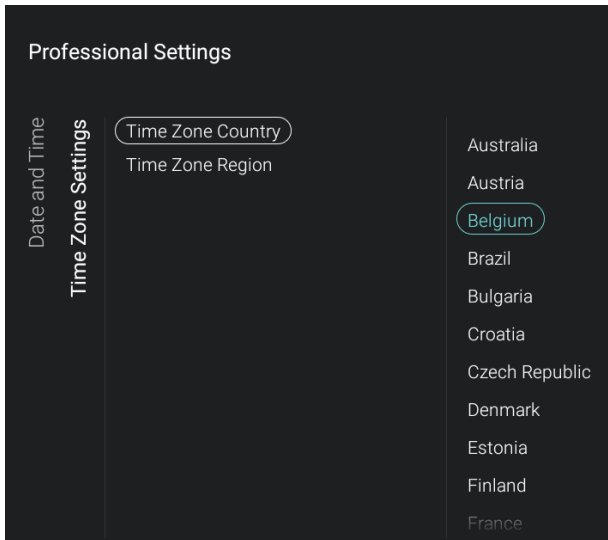 Professional Settings
Date and Time
Time Zone Settings
Time Zone Country
Time Zone Region
Australia
Austria
Belgium
Brazil
Bulgaria
Croatia
Czech Republic
Denmark
Estonia
Finland
France